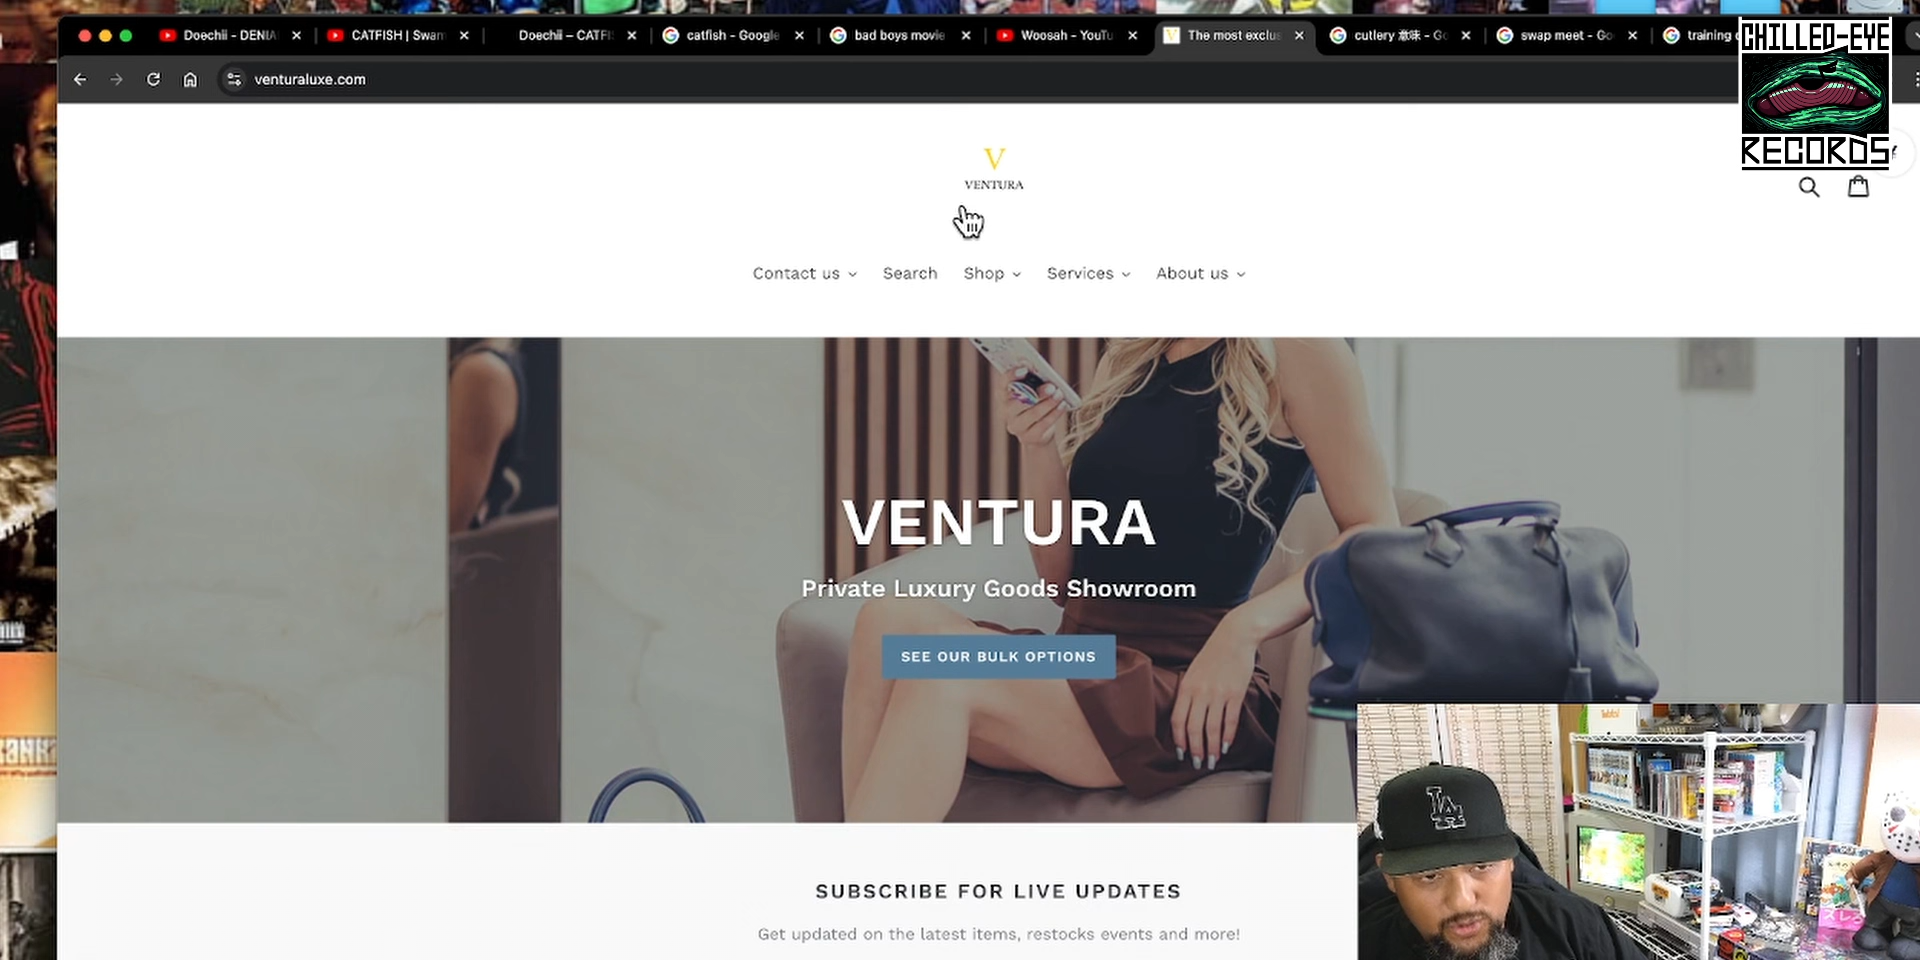 Doechii - DENIA
CATFISH | Swam
Doechii – CATFI
catfish - Google
bad boys movie
Woosah - YouTu
The most exclus
cutlery 意味 - Go
swap meet - Go
training
venturaluxe.com
CHILLED-EYE
RECORDS
V
VENTURA
Contact us
Search
Shop
Services
About us
VENTURA
Private Luxury Goods Showroom
SEE OUR BULK OPTIONS
SUBSCRIBE FOR LIVE UPDATES
Get updated on the latest items, restocks events and more!
LA